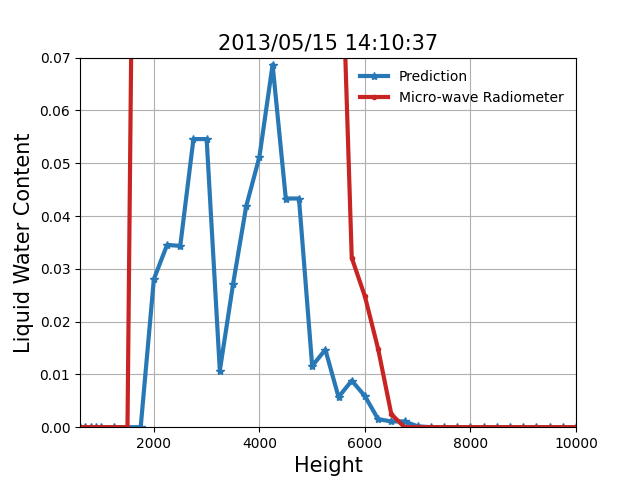 2013/05/15 14:10:37
0.07
0.06
0.05
0.04
0.03
0.02
0.01
0.00
Liquid Water Content
Prediction
Micro-wave Radiometer
2000 4000 6000 8000 10000
Height